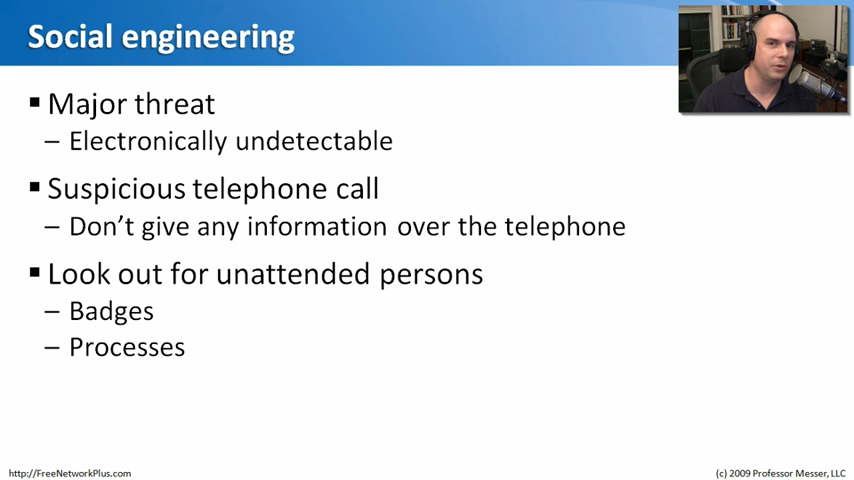 Social engineering
▪ Major threat
– Electronically undetectable
▪ Suspicious telephone call
– Don’t give any information over the telephone
▪ Look out for unattended persons
– Badges
– Processes
http://FreeNetworkPlus.com
(c) 2009 Professor Messer, LLC